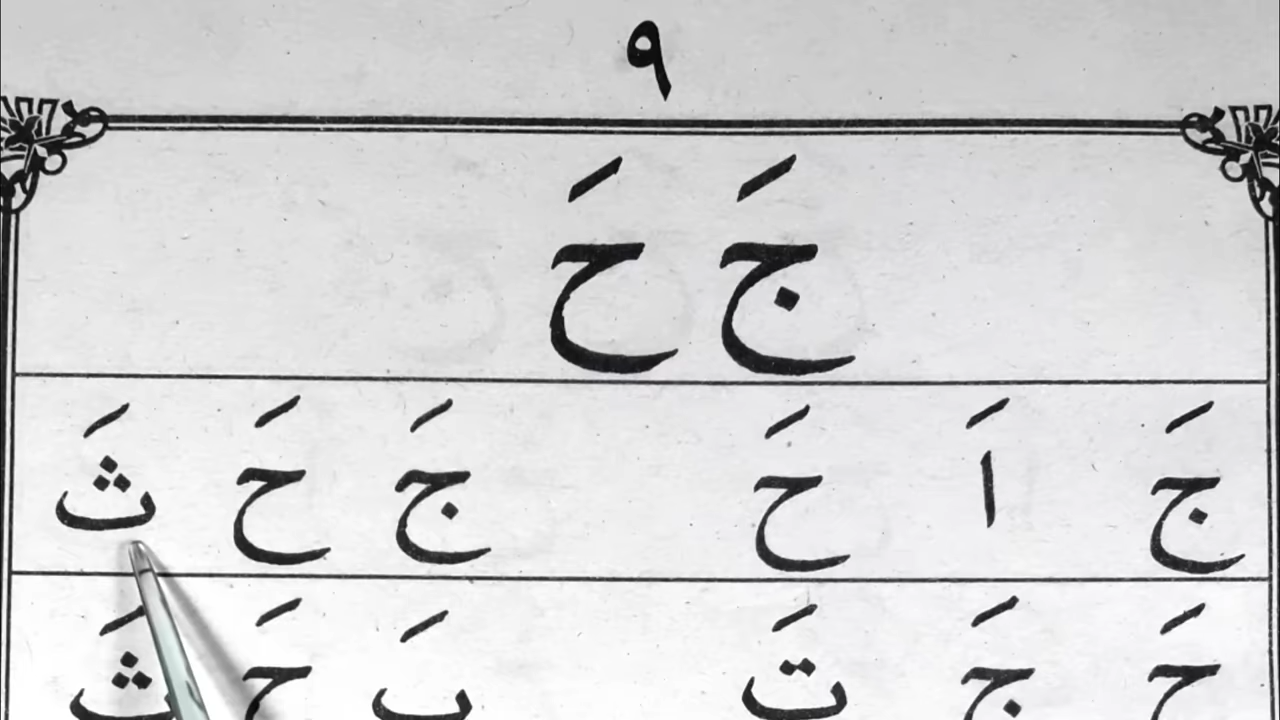 ٩
جَ حَ
جَ اَ حَ جَ حَ ثَ
حَ جَ تَ بَ حَ ثَ